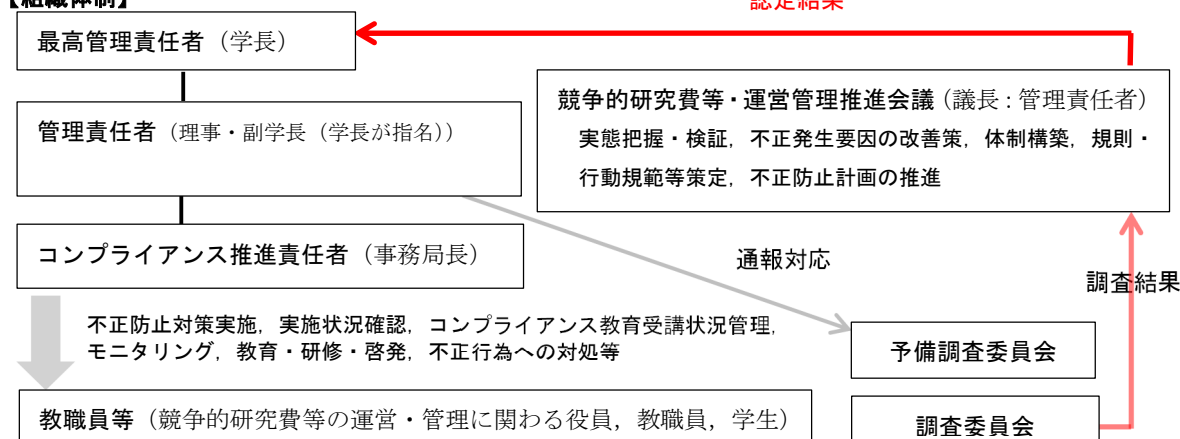 【組織体制】
認定結果
最高管理責任者（学長）
競争的研究費等・運営管理推進会議（議長：管理責任者）
実態把握・検証，不正発生要因の改善策，体制構築，規則・
行動規範等策定，不正防止計画の推進
管理責任者（理事・副学長（学長が指名））
コンプライアンス推進責任者（事務局長）
通報対応
調査結果
不正防止対策実施，実施状況確認，コンプライアンス教育受講状況管理，
モニタリング，教育・研修・啓発，不正行為への対処等
予備調査委員会
教職員等（競争的研究費等の運営・管理に関わる役員，教職員，学生）
調査委員会